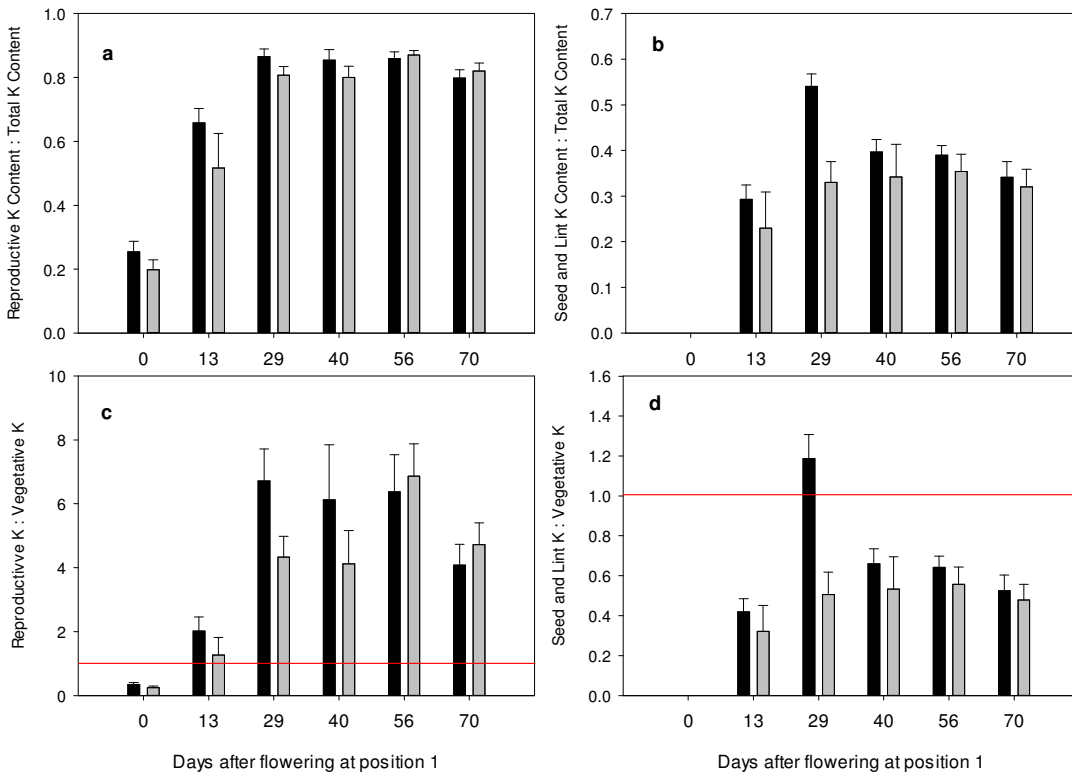 Reproductive K Content : Total K Content
1.0
0.8
0.6
0.4
0.2
0.0
a
0 13 29 40 56 70
Seed and Lint K Content : Total K Content
0.7
0.6
0.5
0.4
0.3
0.2
0.1
0.0
b
0 13 29 40 56 70
Reproductivve K : Vegetative K
10
8
6
4
2
0
c
0 13 29 40 56 70
Days after flowering at position 1
Seed and Lint K : Vegetative K
1.6
1.4
1.2
1.0
0.8
0.6
0.4
0.2
0.0
d
0 13 29 40 56 70
Days after flowering at position 1